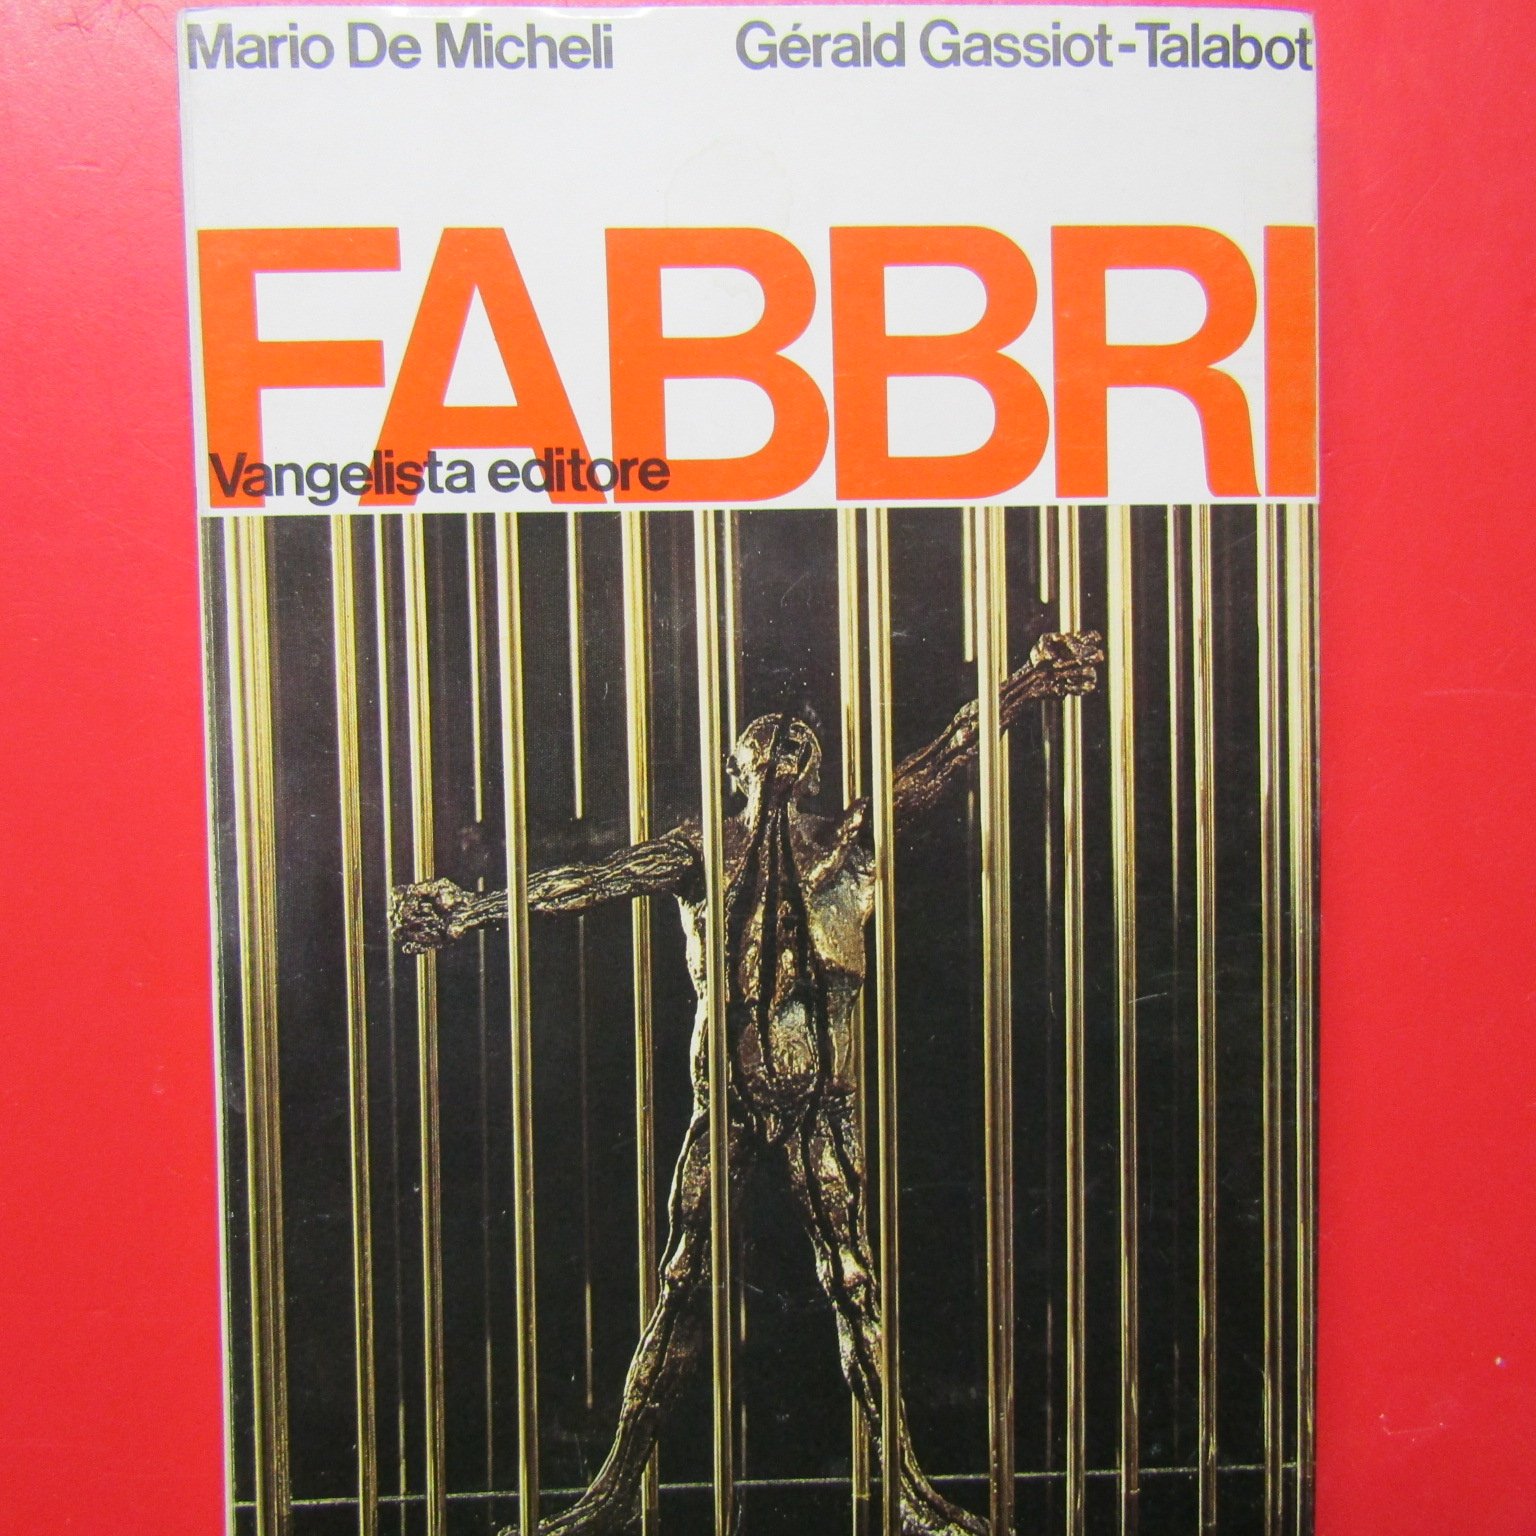 Mario De Micheli Gérald Gassiot-Talabot
FABBRI
Vangelista editore